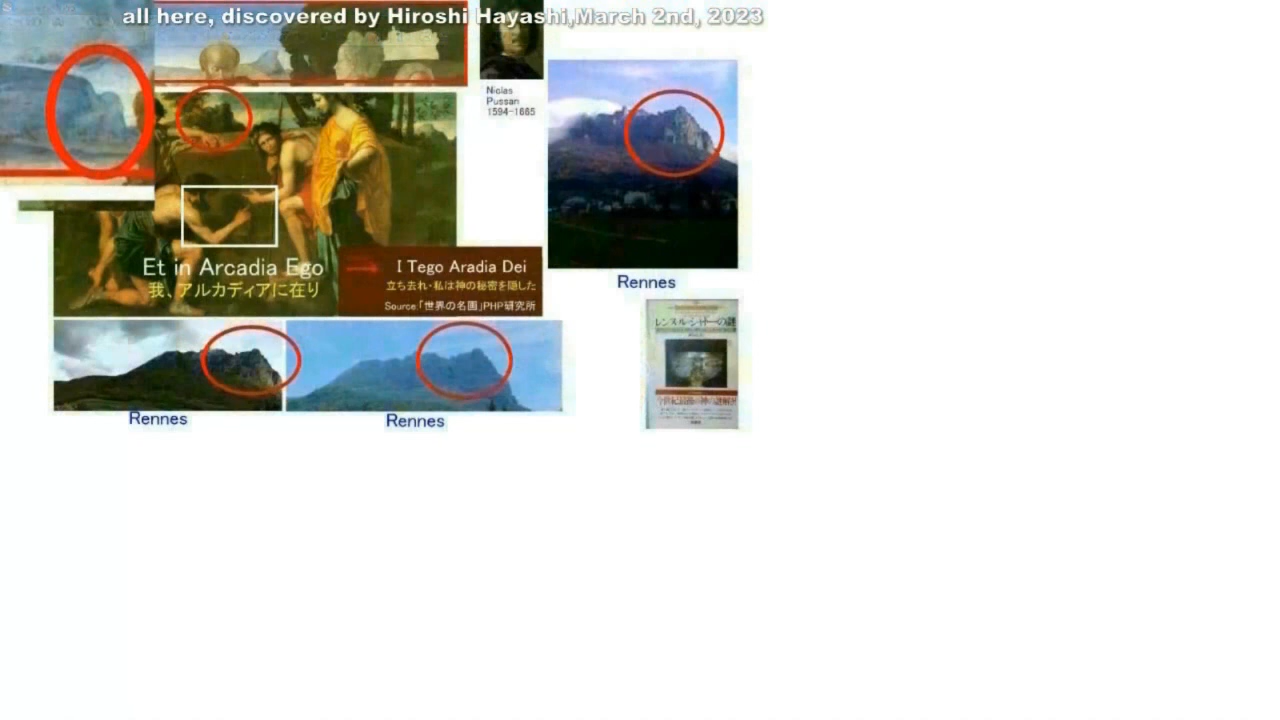 all here, discovered by Hiroshi Hayashi,March 2nd, 2023
Niolas
Pussan
1594-1665
Rennes
Et in Arcadia Ego
我、アルカディアに在り
I Tego Aradia Dei
立ち去れ・私は神の秘密を隠した
Source:「世界の名画」PHP研究所
レンヌ=ル=シャトーの謎
Rennes
Rennes